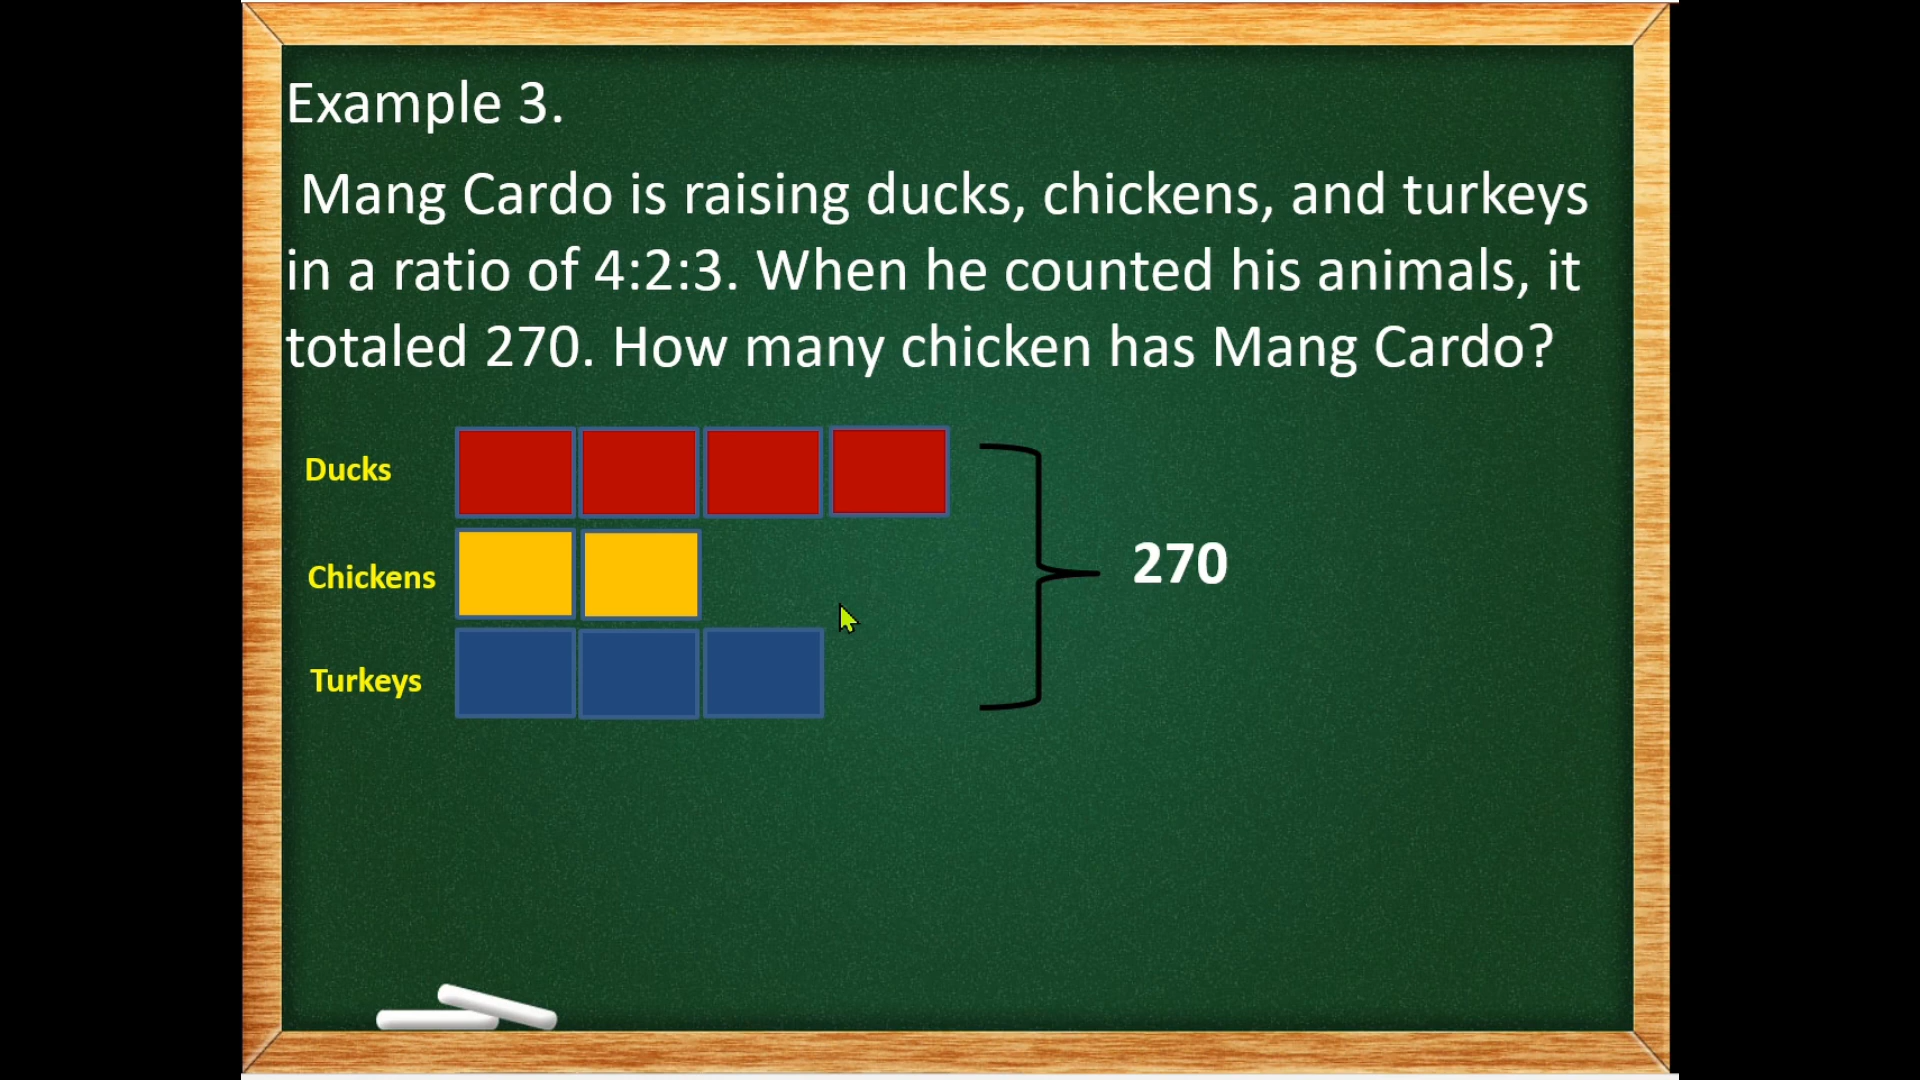 Example 3.
Mang Cardo is raising ducks, chickens, and turkeys
in a ratio of 4:2:3. When he counted his animals, it
totaled 270. How many chicken has Mang Cardo?
Ducks
Chickens
270
Turkeys